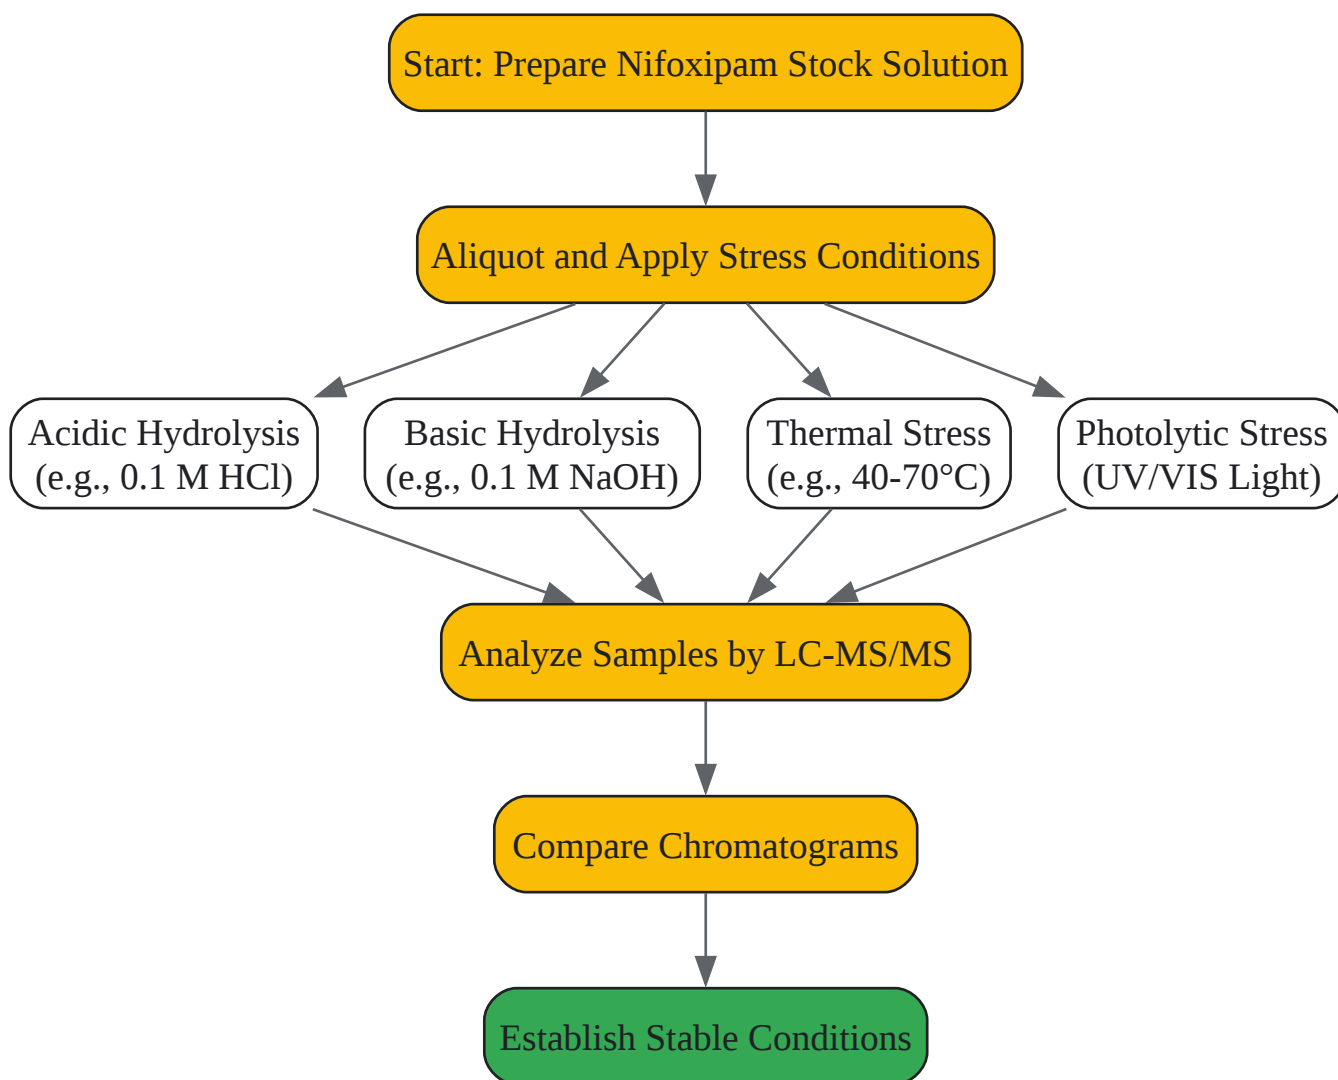 Start: Prepare Nifoxipam Stock Solution
Aliquot and Apply Stress Conditions
Acidic Hydrolysis
(e.g., 0.1 M HCl)
Basic Hydrolysis
(e.g., 0.1 M NaOH)
Thermal Stress
(e.g., 40-70°C)
Photolytic Stress
(UV/VIS Light)
Analyze Samples by LC-MS/MS
Compare Chromatograms
Establish Stable Conditions